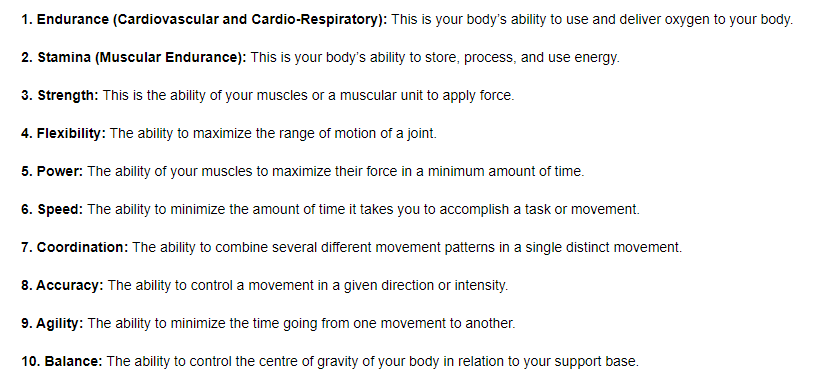 1. Endurance (Cardiovascular and Cardio-Respiratory): This is your body's ability to use and deliver oxygen to your body.
2. Stamina (Muscular Endurance): This is your body's ability to store, process, and use energy.
3. Strength: This is the ability of your muscles or a muscular unit to apply force.
4. Flexibility: The ability to maximize the range of motion of a joint.
5. Power: The ability of your muscles to maximize their force in a minimum amount of time.
6. Speed: The ability to minimize the amount of time it takes you to accomplish a task or movement.
7. Coordination: The ability to combine several different movement patterns in a single distinct movement.
8. Accuracy: The ability to control a movement in a given direction or intensity.
9. Agility: The ability to minimize the time going from one movement to another.
10. Balance: The ability to control the centre of gravity of your body in relation to your support base.